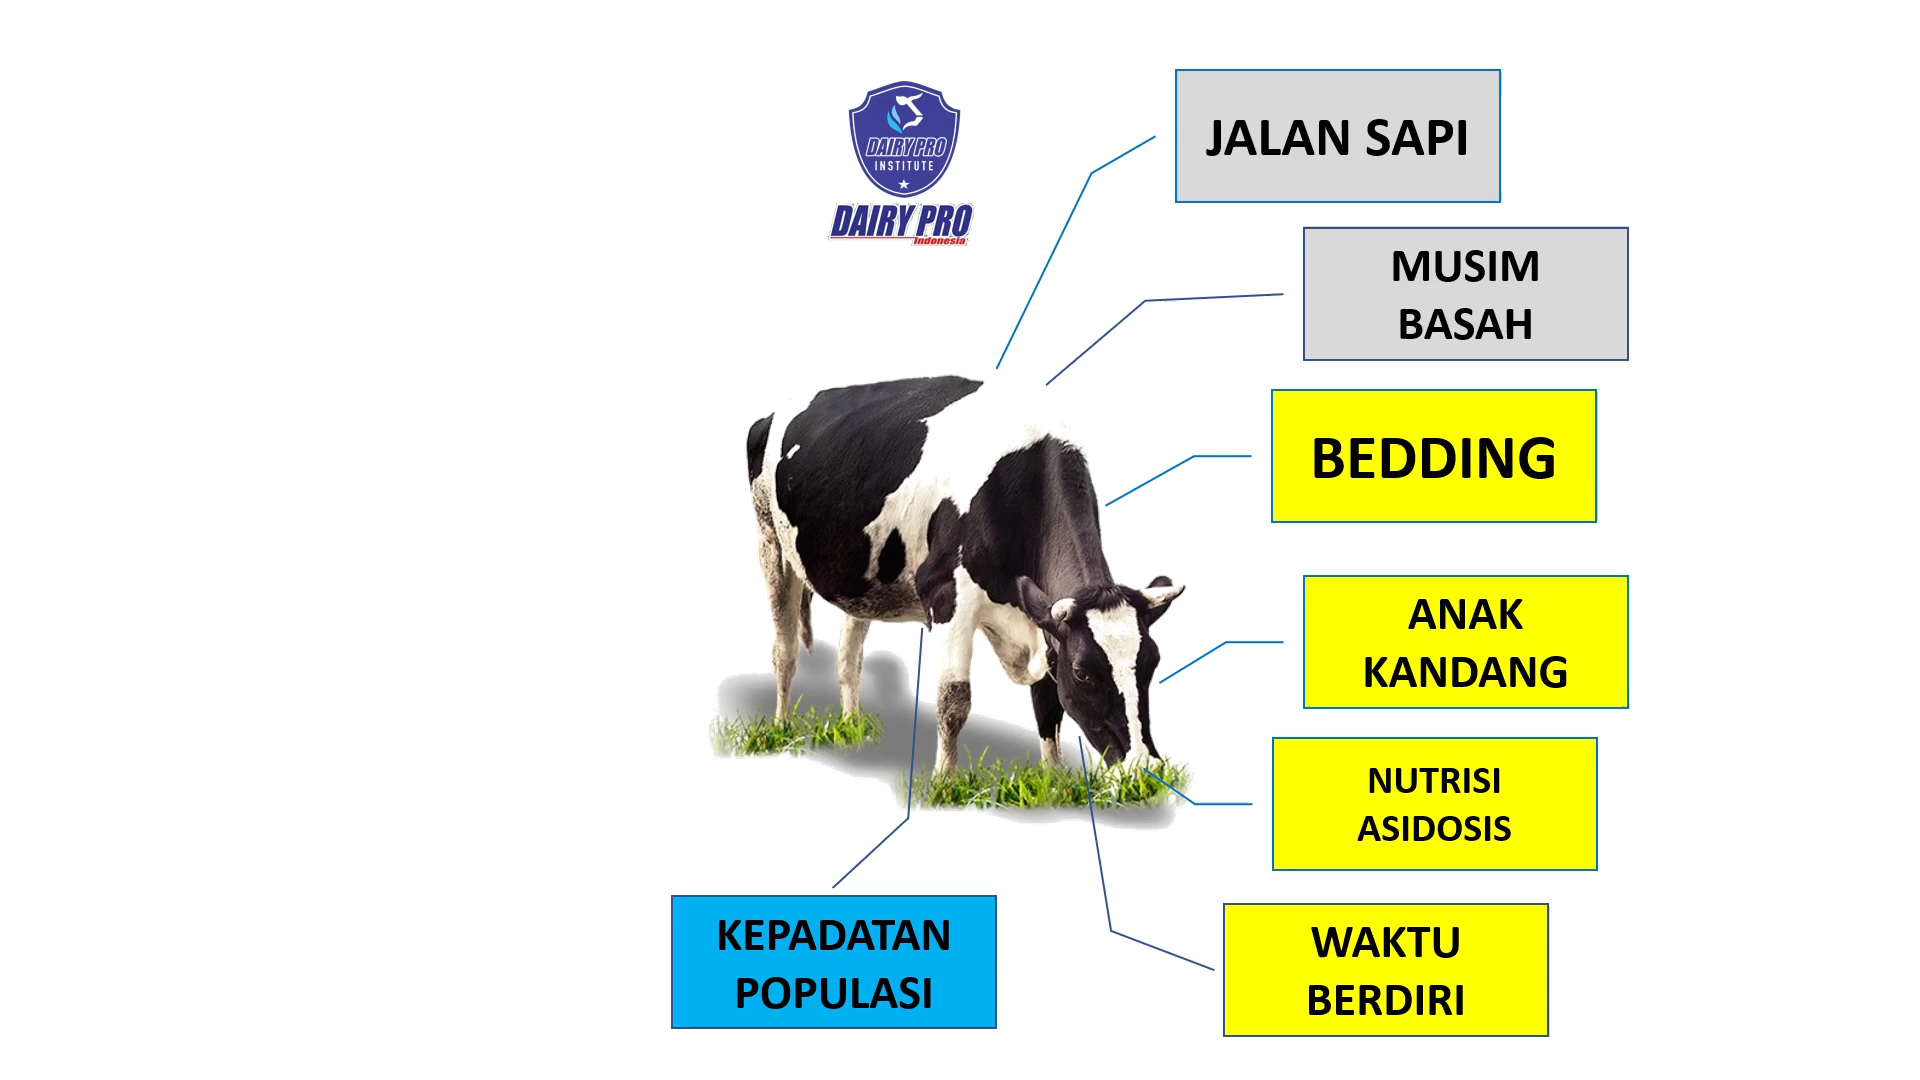 DAIRY PRO
INSTITUTE
DAIRY PRO
Indonesia
JALAN SAPI
MUSIM
BASAH
BEDDING
ANAK
KANDANG
NUTRISI
ASIDOSIS
WAKTU
BERDIRI
KEPADATAN
POPULASI